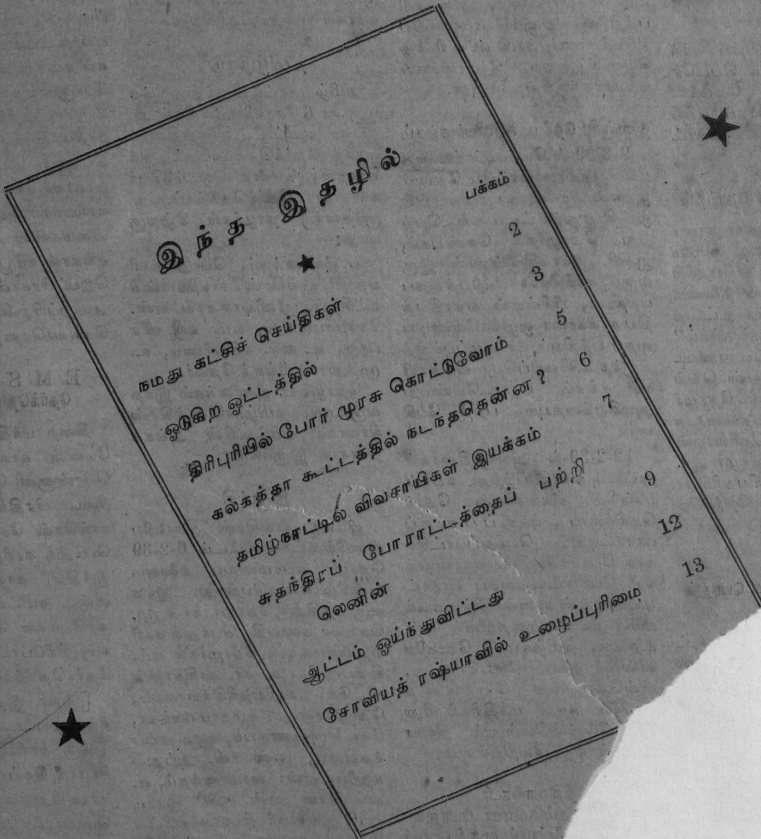 இந்த இதழில்
பக்கம்
நமது கட்சிச் செய்திகள் 2
ஓடுகிற ஓட்டத்தில் 3
திரிபுரியில் போர் முரசு கொட்டுவோம் 5
கல்கத்தா கூட்டத்தில் நடந்ததென்ன? 6
தமிழ்நாட்டில் விவசாயிகள் இயக்கம் 7
சுதந்திரப் போராட்டத்தைப் பற்றி
லெனின் 9
ஆட்டம் ஓய்ந்துவிட்டது 12
சோவியத் ரஷ்யாவில் உழைப்புரிமை 13
E M S